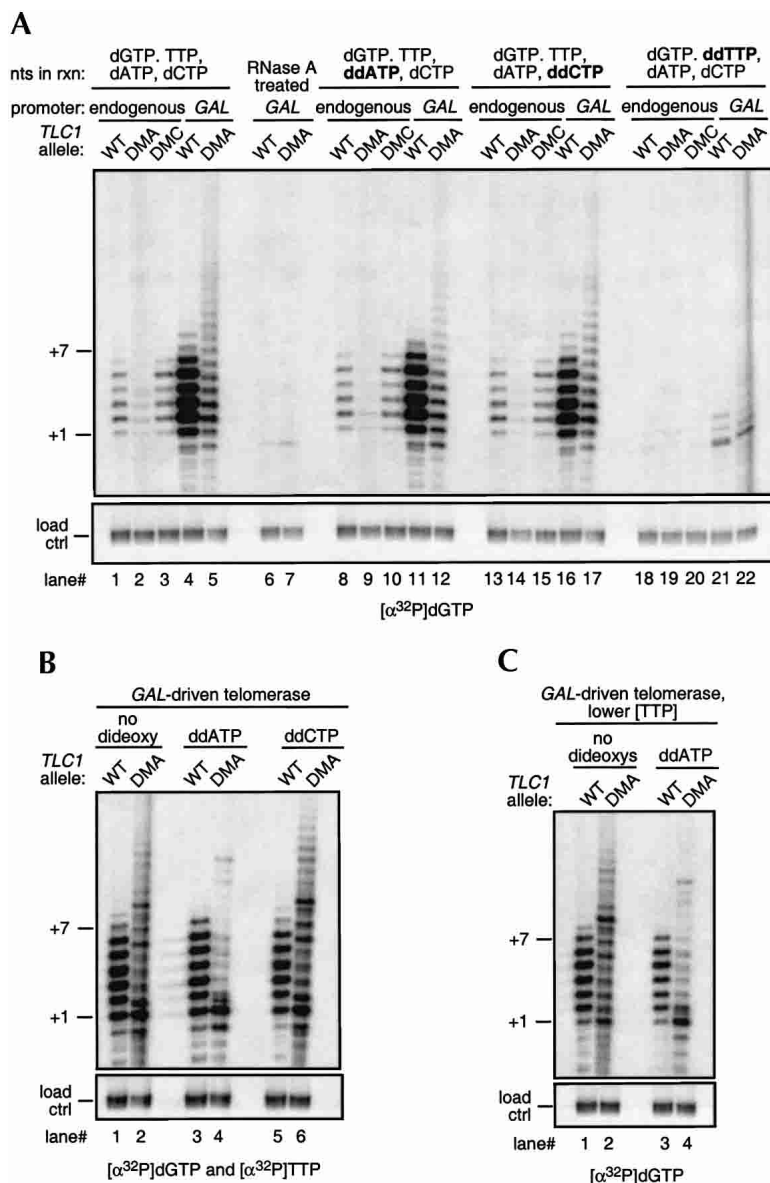 A
dGTP. TTP, dGTP. TTP, dGTP. TTP, dGTP. ddTTP,
nts in rxn: dATP, dCTP RNase A treated ddATP, dCTP dATP, ddCTP dATP, dCTP
promoter: endogenous GAL GAL endogenous GAL endogenous GAL endogenous GAL
TLC1 allele: WT DMA DMC WT DMA WT DMA WT DMA DMC WT DMA WT DMA DMC WT DMA WT DMA DMC WT DMA
+7
+1
load ctrl
lane# 1 2 3 4 5 6 7 8 9 10 11 12 13 14 15 16 17 18 19 20 21 22
[α32P]dGTP
B
GAL-driven telomerase
no dideoxy ddATP ddCTP
TLC1 allele: WT DMA WT DMA WT DMA
+7
+1
load ctrl
lane# 1 2 3 4 5 6
[α32P]dGTP and [α32P]TTP
C
GAL-driven telomerase,
lower [TTP]
no dideoxys ddATP
TLC1 allele: WT DMA WT DMA
+7
+1
load ctrl
lane# 1 2 3 4
[α32P]dGTP